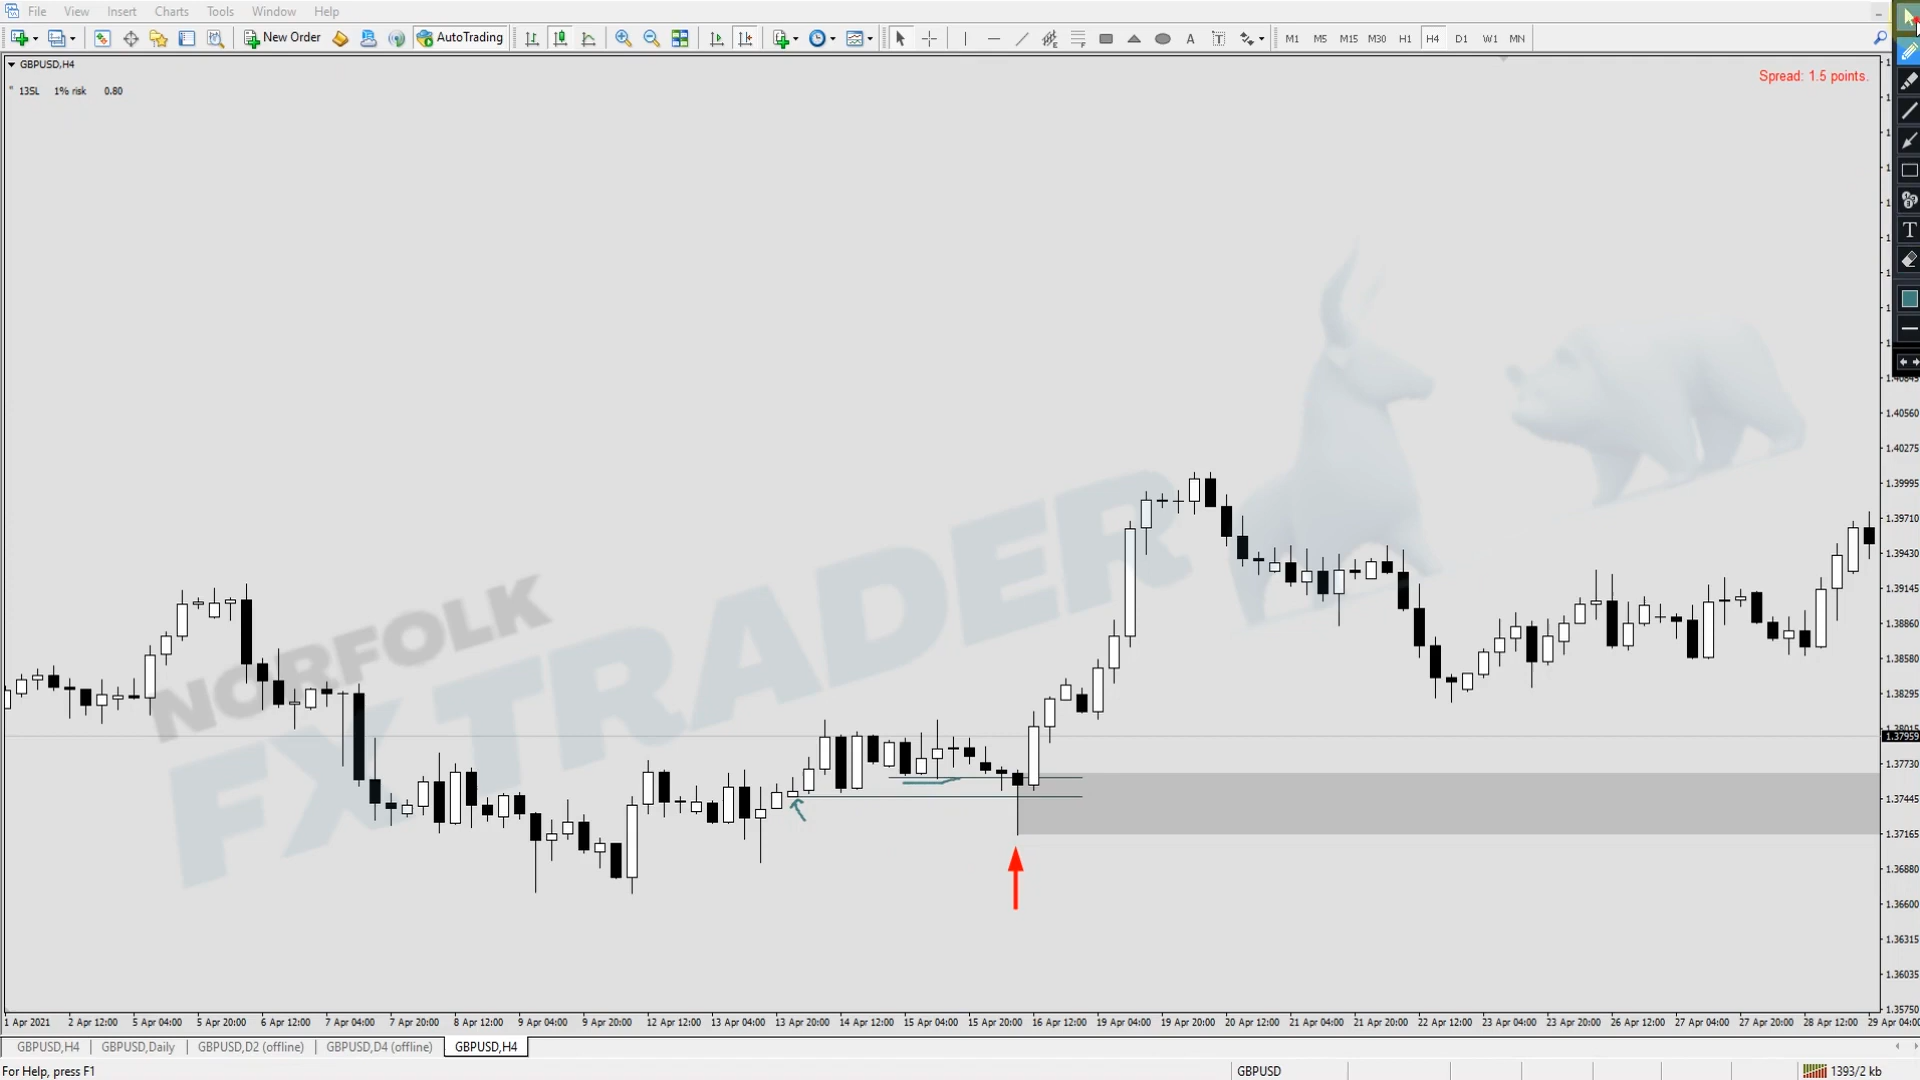 File View Insert Charts Tools Window Help
New Order AutoTrading A T M1 M5 M15 M30 H1 H4 D1 W1 MN
GBPUSD,H4
Spread: 1.5 points.
13SL 1% risk 0.80
T
1.40845
1.40560
1.40275
1.39995
1.39710
1.39430
1.39145
1.38860
1.38580
1.38295
1.38015
1.37959
1.37730
1.37445
1.37165
1.36880
1.36600
1.36315
1.36035
1.35750
NORFOLK
FX TRADER
1 Apr 2021 2 Apr 12:00 5 Apr 04:00 5 Apr 20:00 6 Apr 12:00 7 Apr 04:00 7 Apr 20:00 8 Apr 12:00 9 Apr 04:00 9 Apr 20:00 12 Apr 12:00 13 Apr 04:00 13 Apr 20:00 14 Apr 12:00 15 Apr 04:00 15 Apr 20:00 16 Apr 12:00 19 Apr 04:00 19 Apr 20:00 20 Apr 12:00 21 Apr 04:00 21 Apr 20:00 22 Apr 12:00 23 Apr 04:00 23 Apr 20:00 26 Apr 12:00 27 Apr 04:00 27 Apr 20:00 28 Apr 12:00 29 Apr 04:00
GBPUSD,H4 GBPUSD,Daily GBPUSD,D2 (offline) GBPUSD,D4 (offline) GBPUSD,H4
For Help, press F1 GBPUSD 1393/2 kb